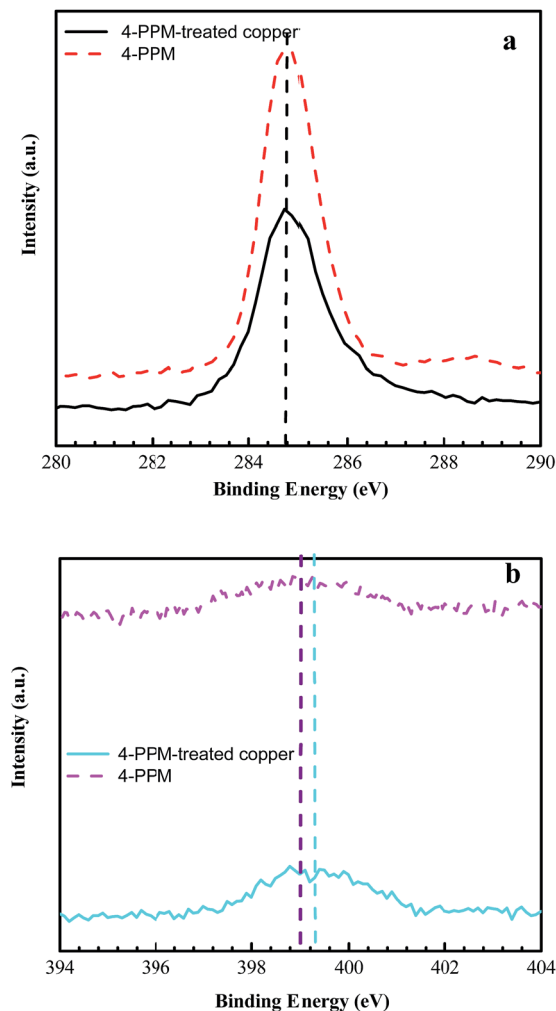 4-PPM-treated copper
4-PPM
a
Intensity (a.u.)
280 282 284 286 288 290
Binding Energy (eV)
b
Intensity (a.u.)
4-PPM-treated copper
4-PPM
394 396 398 400 402 404
Binding Energy (eV)